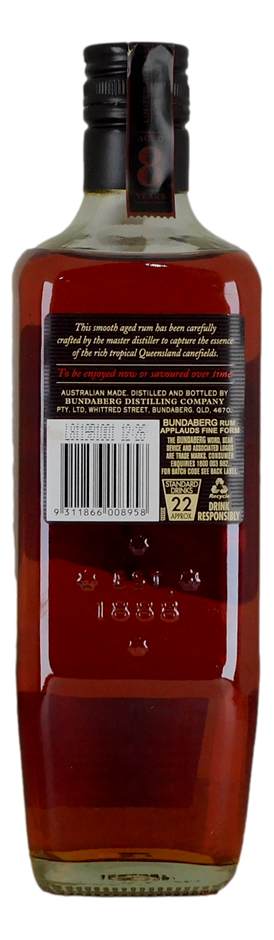 8
YEARS
This smooth aged rum has been carefully
crafted by the master distiller to capture the essence
of the rich tropical Queensland canefields.
To be enjoyed now or savoured over time
AUSTRALIAN MADE. DISTILLED AND BOTTLED BY
BUNDABERG DISTILLING COMPANY
PTY. LTD, WHITTRED STREET, BUNDABERG, QLD, 4670.
BUNDABERG RUM
APPLAUDS FINE FORM
THE BUNDABERG WORD, BEAR
DEVICE AND ASSOCIATED LOGOS
ARE TRADE MARKS. CONSUMER
ENQUIRIES 1800 003 982.
FOR BATCH CODE SEE BACK LABEL.
9 311866 008958
STANDARD
DRINKS
22
APPROX.
Recycle
DRINK
RESPONSIBLY
EST.
1888